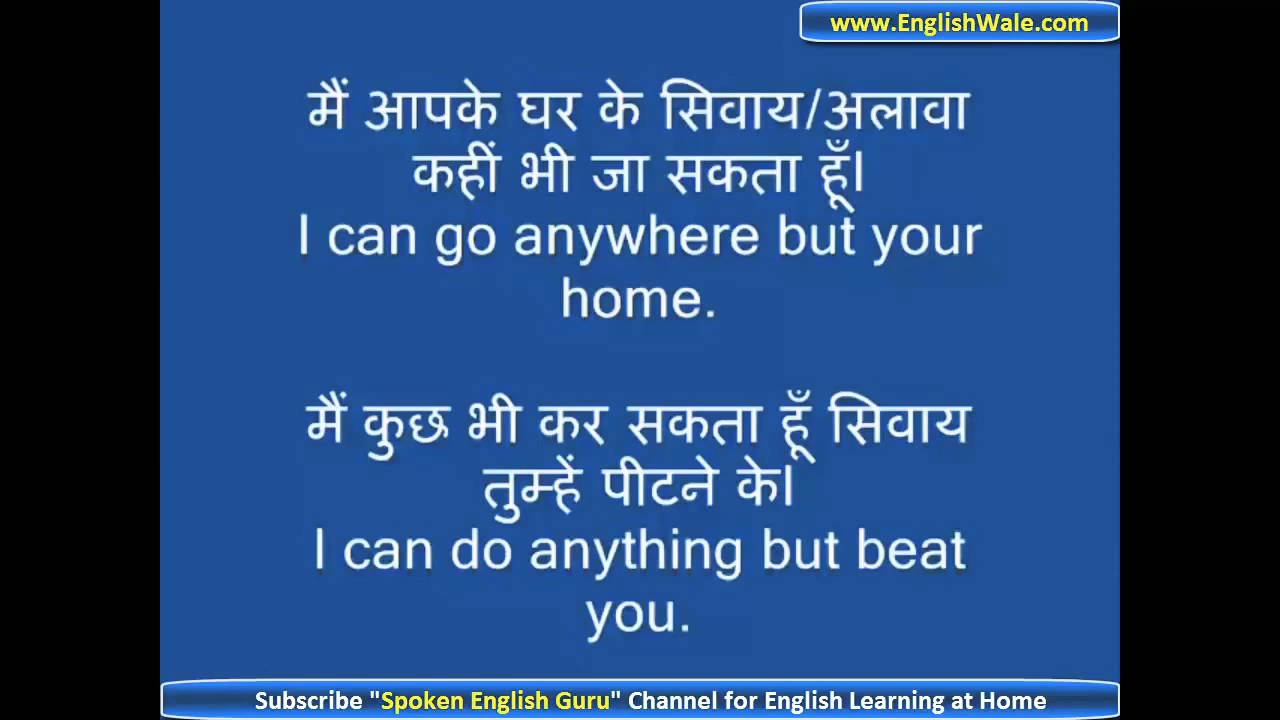 www.EnglishWale.com
मैं आपके घर के सिवाय/अलावा
कहीं भी जा सकता हूँ।
I can go anywhere but your
home.
मैं कुछ भी कर सकता हूँ सिवाय
तुम्हें पीटने के।
I can do anything but beat
you.
Subscribe "Spoken English Guru" Channel for English Learning at Home